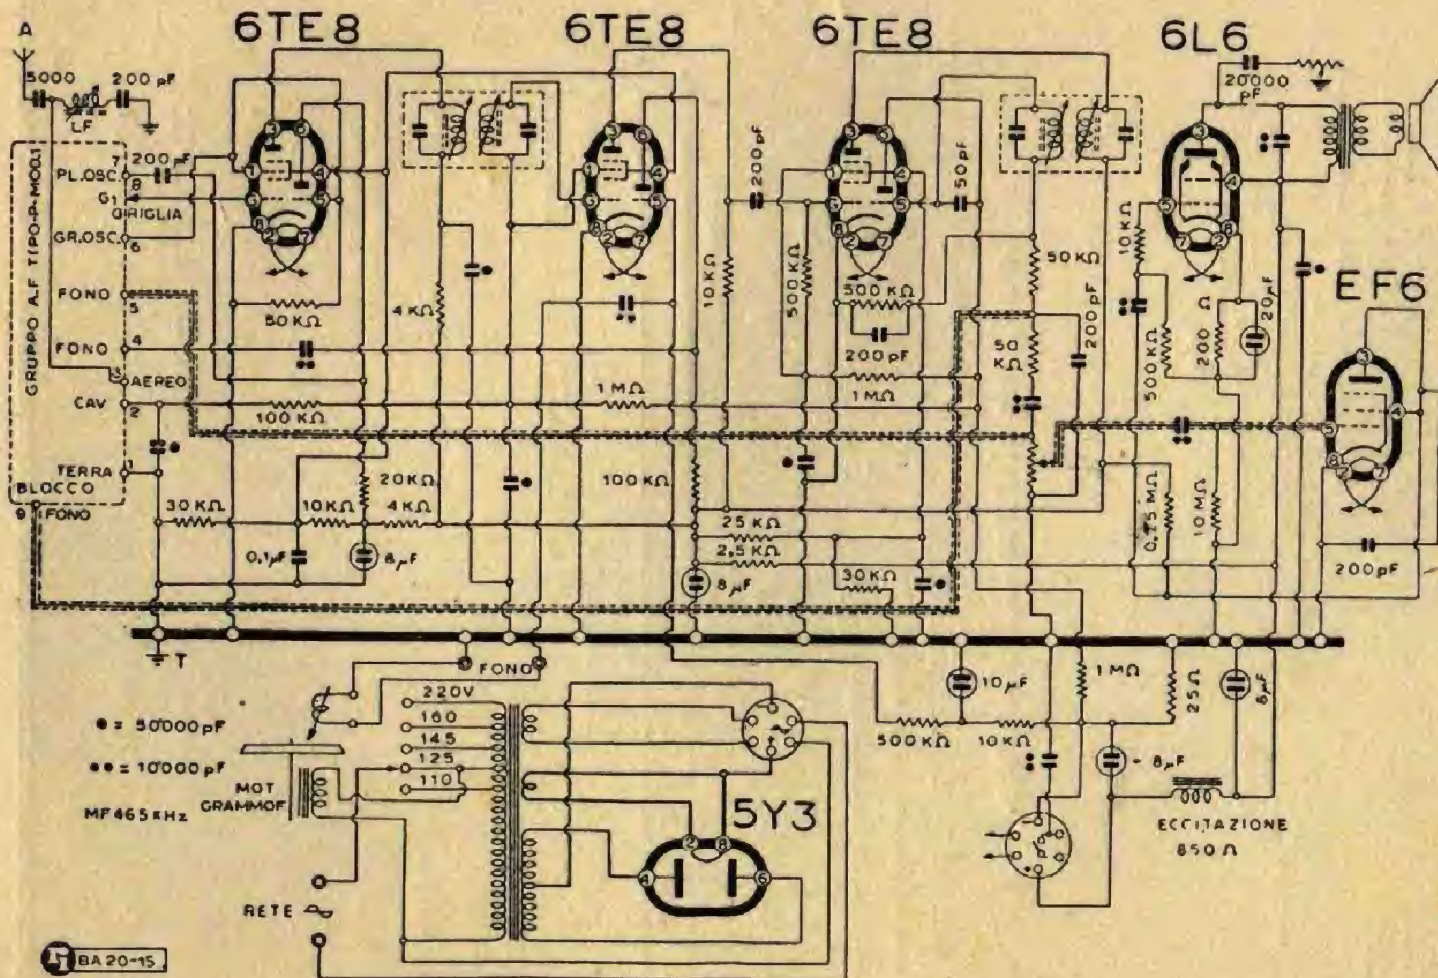 6TE8
6TE8
6TE8
6L6
A
5000
200 pF
LF
20000 pF
GRUPPO A.F TIPO-P-MOD.1
7
PL.OSC.
8
200 pF
G1
GRIGLIA
GR.OSC.
6
FONO
5
FONO
4
3
AEREO
CAV
2
1
TERRA
BLOCCO
9
FONO
50 KΩ
100 KΩ
4 KΩ
1 MΩ
10 KΩ
200 pF
500 KΩ
500 KΩ
200 pF
1 MΩ
50 pF
50 KΩ
50 KΩ
200 pF
10 KΩ
500 KΩ
200 Ω
20 μF
EF6
30 KΩ
10 KΩ
20 KΩ
4 KΩ
0,1 μF
8 μF
100 KΩ
25 KΩ
2,5 KΩ
8 μF
30 KΩ
0,75 MΩ
10 MΩ
200 pF
T
FONO
220V
160
145
125
110
● = 50000 pF
●● = 10000 pF
MF 465 KHz
MOT GRAMMOF
RETE
5Y3
10 μF
500 KΩ
10 KΩ
1 MΩ
25 Ω
8 μF
8 μF
ECCITAZIONE
850 Ω
BA 20-15